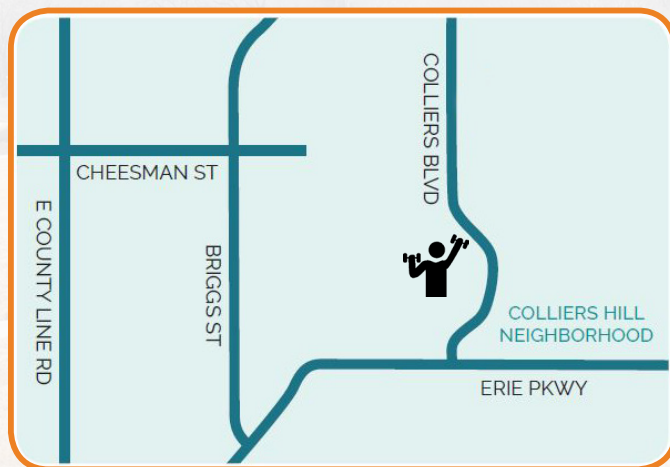 CHEESMAN ST
E COUNTY LINE RD
BRIGGS ST
COLLIERS BLVD
COLLIERS HILL
NEIGHBORHOOD
ERIE PKWY